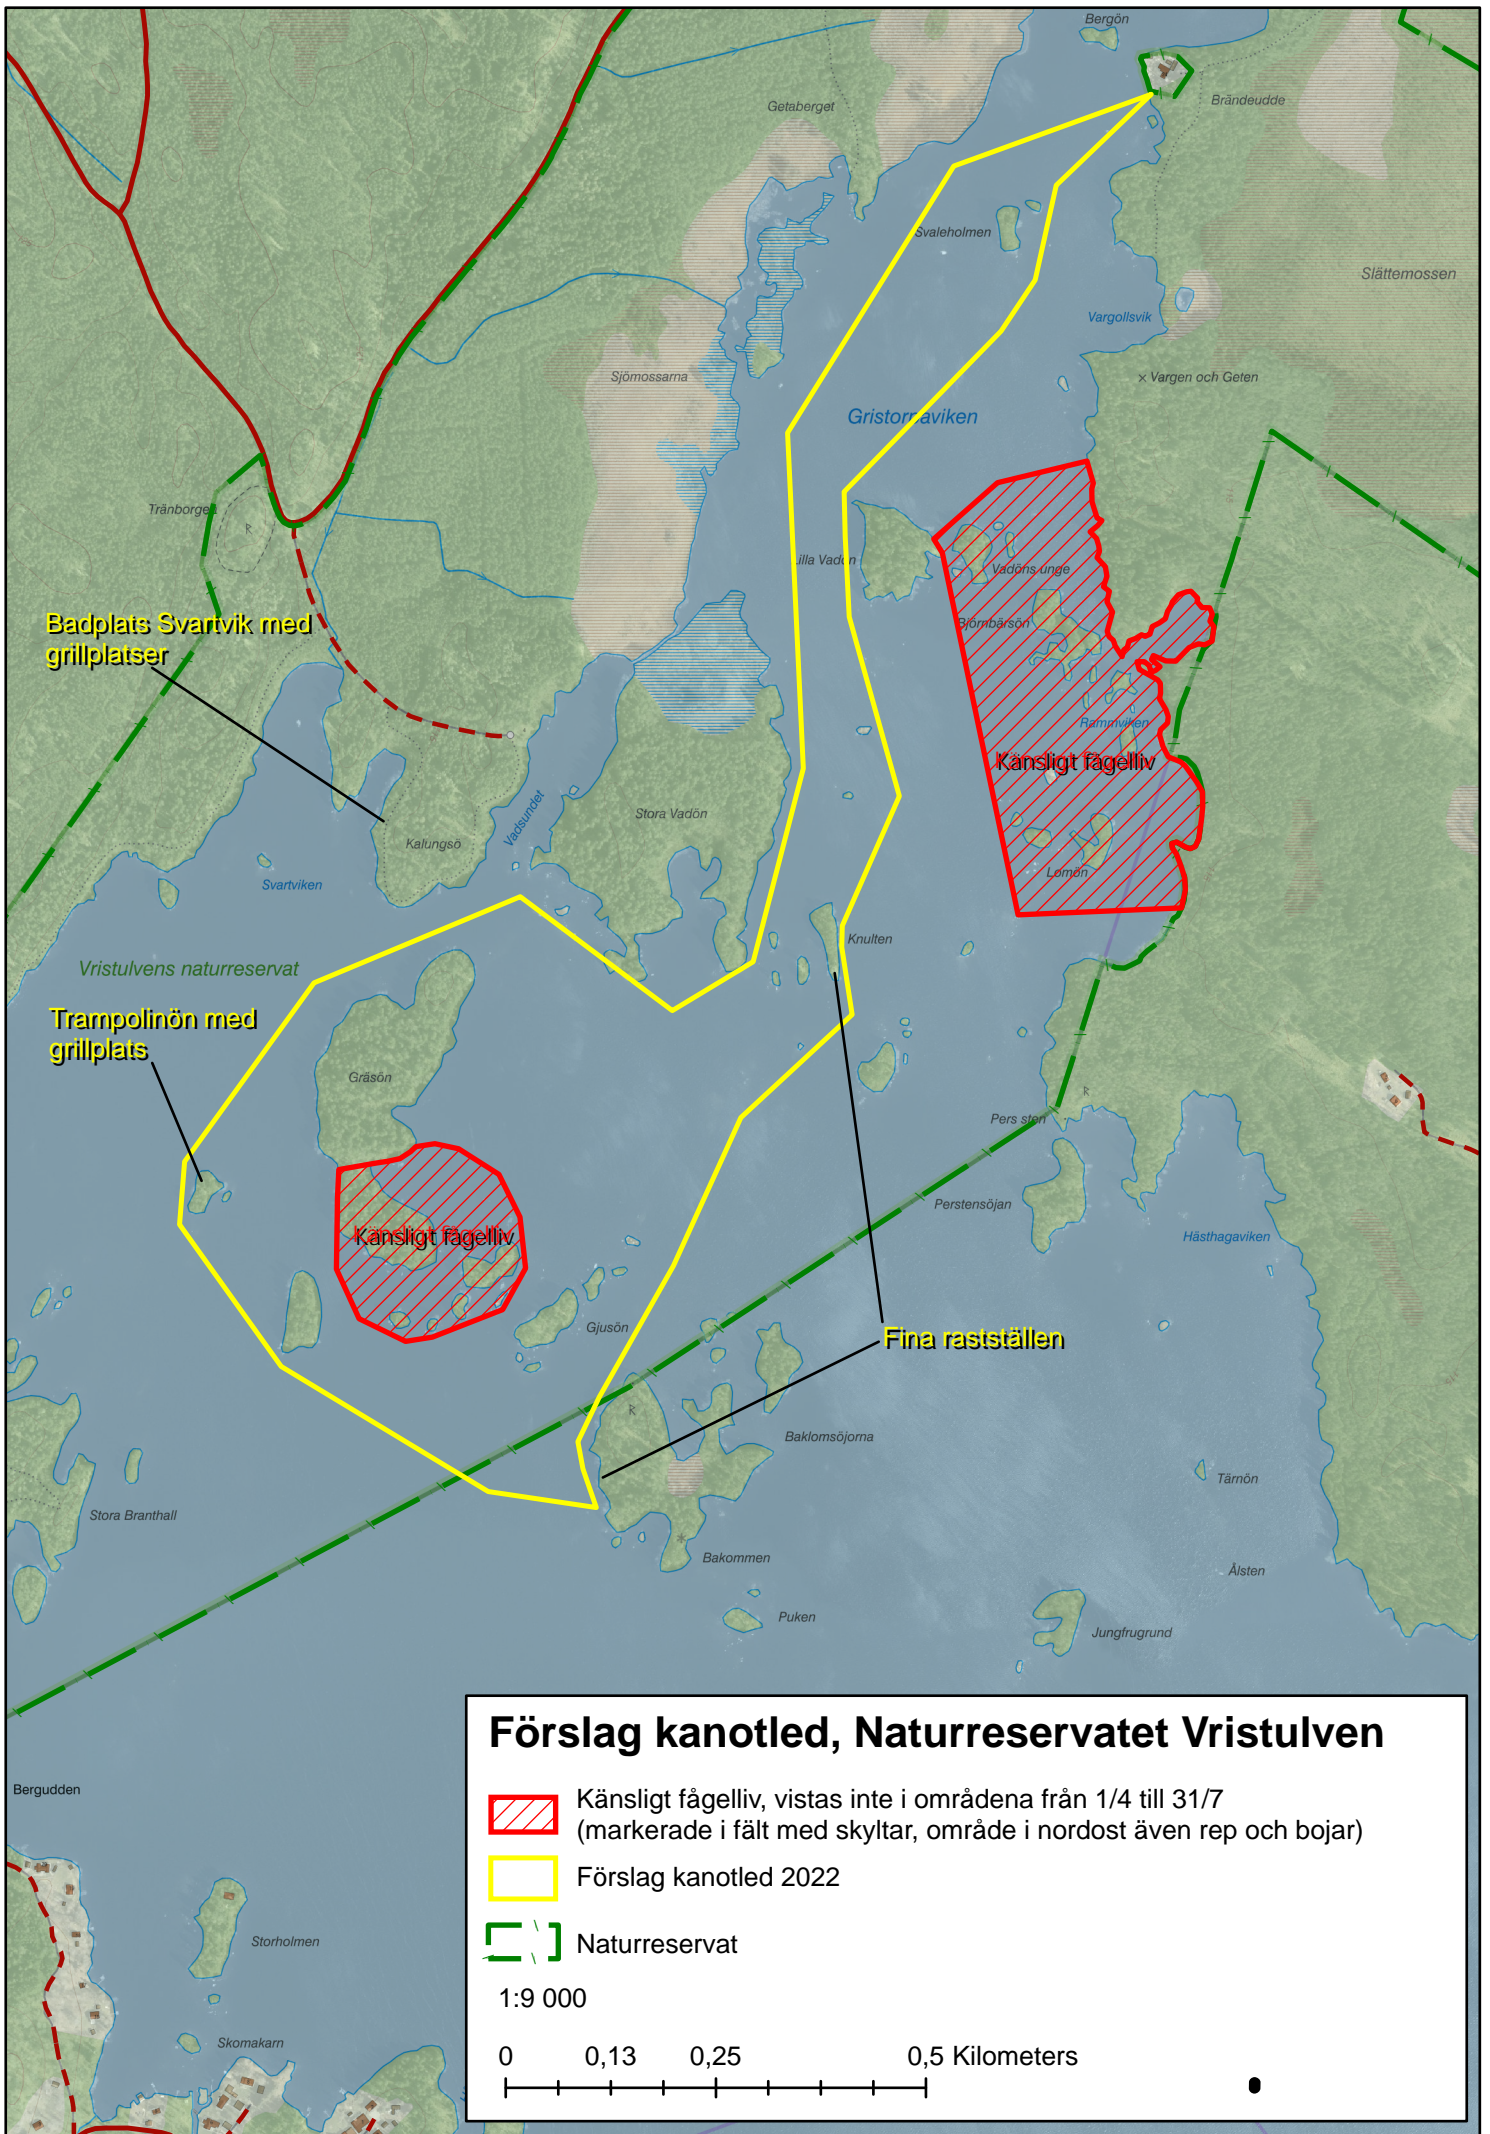 Bergön
Getaberget
Brändeudde
Svaleholmen
Slättemossen
Vargollsvik
Sjömossarna
Vargen och Geten
Gristornaviken
Tränborgen
R
Lilla Vadön
Vadöns unge
Badplats Svartvik med
grillplatser
Björnbärsön
Rammviken
Känsligt fågelliv
Vadsundet
Stora Vadön
Kalungsö
Lomön
Svartviken
Knulten
Vristulvens naturreservat
Trampolinön med
grillplats
Gräsön
R
Pers sten
Perstensöjan
Känsligt fågelliv
Hästhagaviken
Gjusön
Fina rastställen
R
Baklomsöjorna
Tärnön
Stora Branthall
Bakommen
Ålsten
Puken
Jungfrugrund
Förslag kanotled, Naturreservatet Vristulven
Bergudden
Känsligt fågelliv, vistas inte i områdena från 1/4 till 31/7
(markerade i fält med skyltar, område i nordost även rep och bojar)
Förslag kanotled 2022
Storholmen
Naturreservat
1:9 000
Skomakarn
0 0,13 0,25 0,5 Kilometers